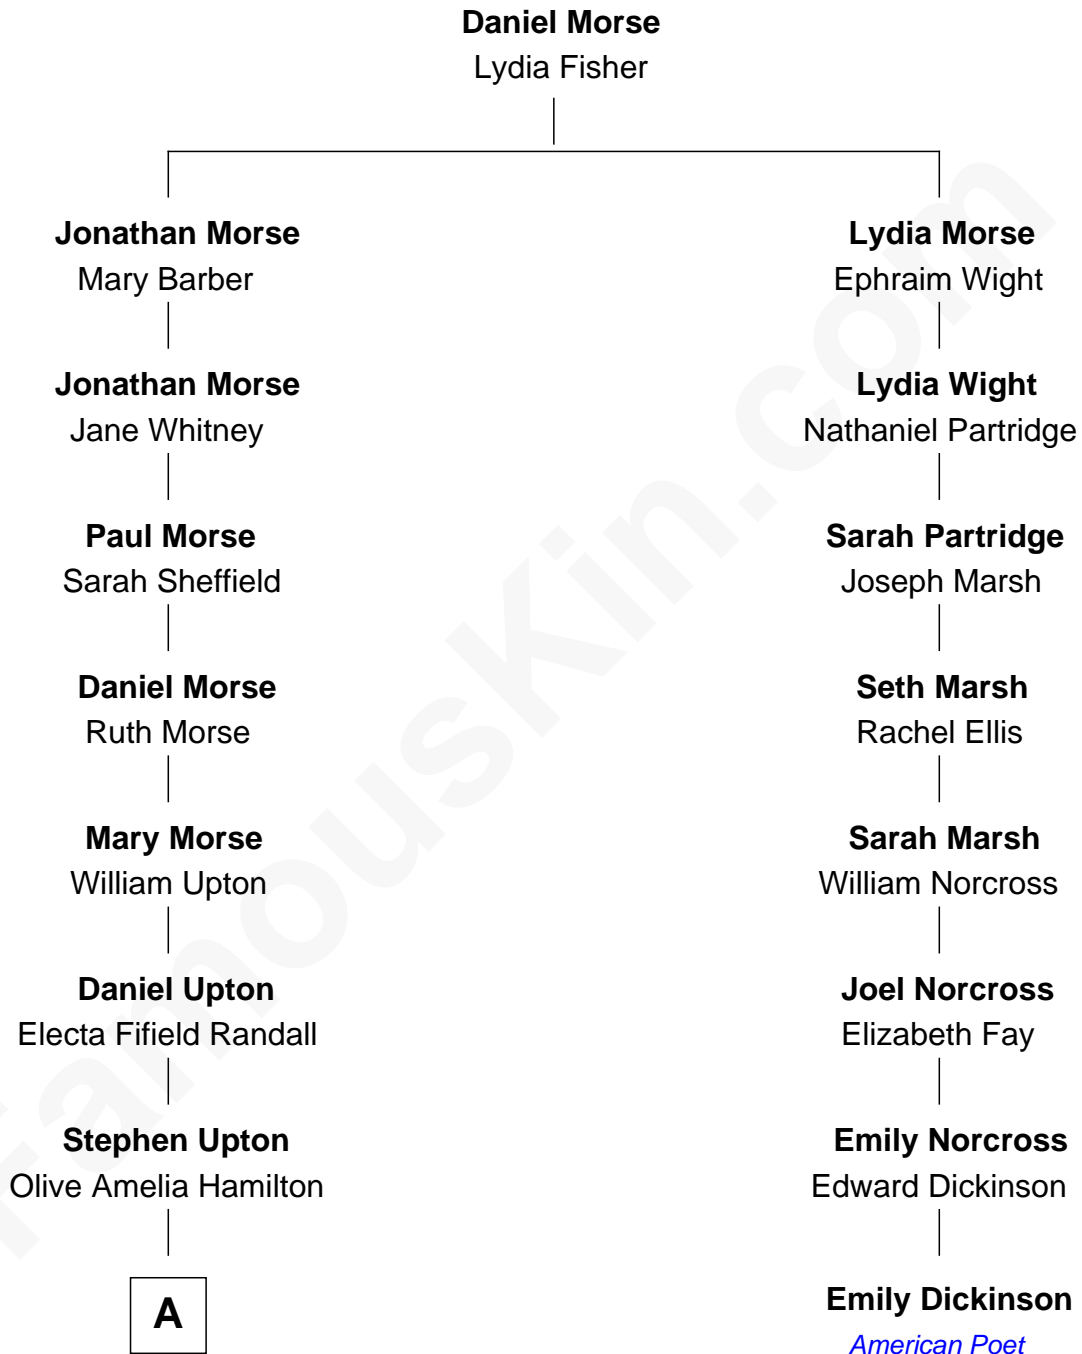 Daniel Morse
Lydia Fisher
Jonathan Morse
Mary Barber
Lydia Morse
Ephraim Wight
Jonathan Morse
Jane Whitney
Lydia Wight
Nathaniel Partridge
Paul Morse
Sarah Sheffield
Sarah Partridge
Joseph Marsh
Daniel Morse
Ruth Morse
Seth Marsh
Rachel Ellis
Mary Morse
William Upton
Sarah Marsh
William Norcross
Daniel Upton
Electa Fifield Randall
Joel Norcross
Elizabeth Fay
Stephen Upton
Olive Amelia Hamilton
Emily Norcross
Edward Dickinson
A
Emily Dickinson
American Poet
FamousKin.com